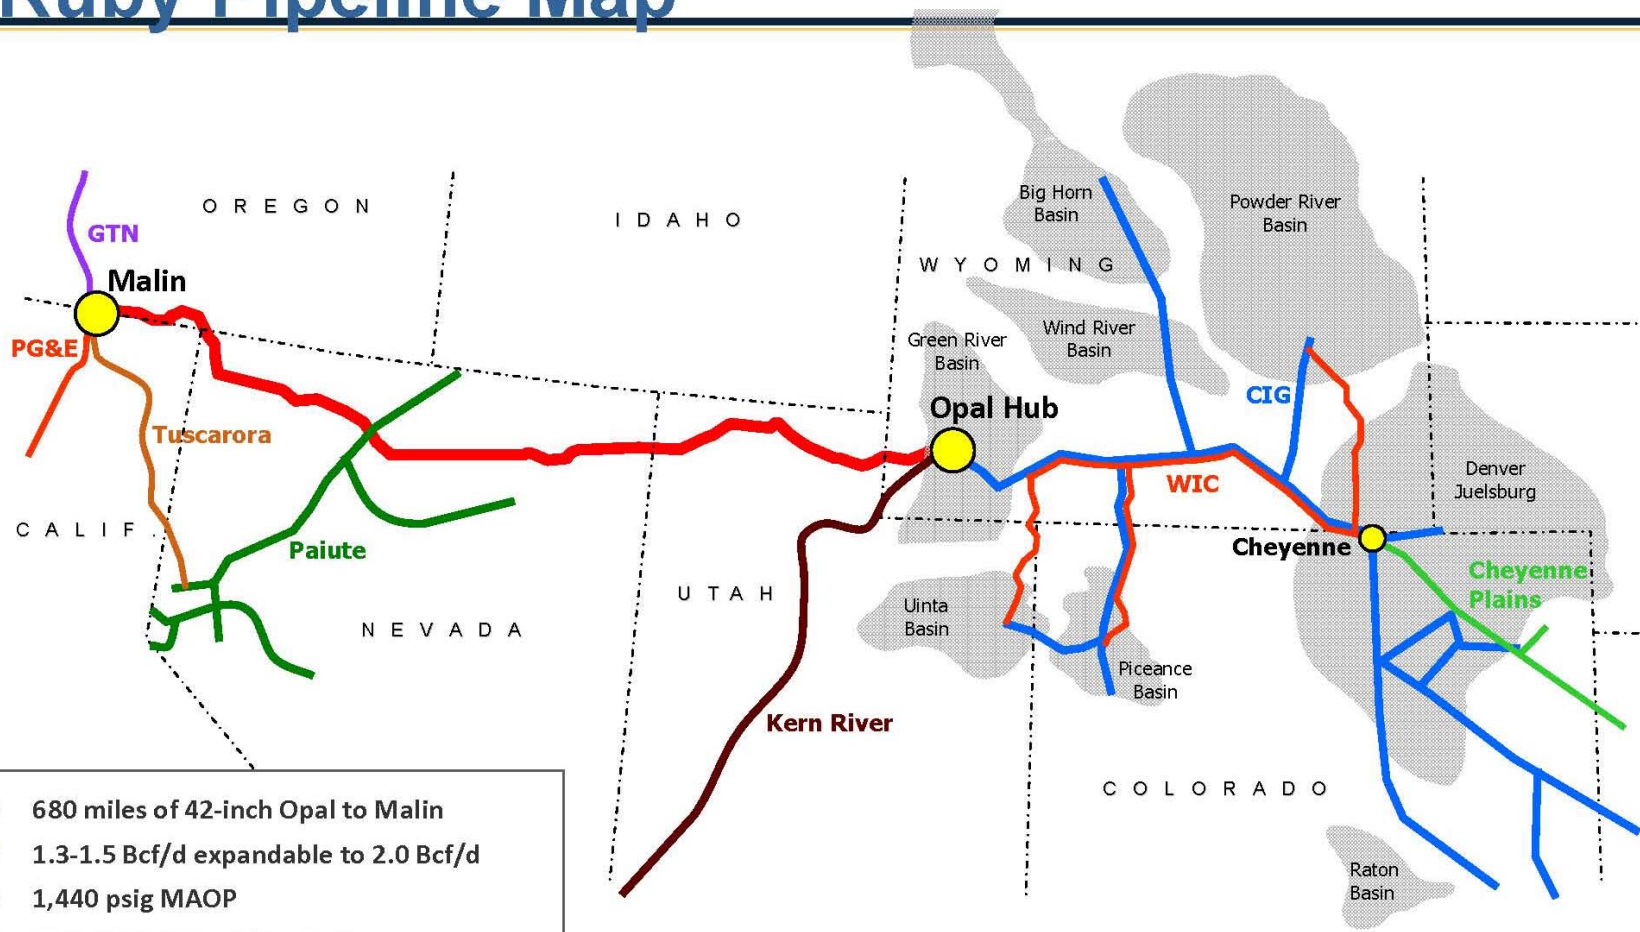 Ruby Pipeline Map
OREGON
IDAHO
Big Horn
Basin
Powder River
Basin
GTN
WYOMING
Malin
PG&E
Green River
Basin
Wind River
Basin
CIG
Opal Hub
Tuscarora
WIC
Denver
Juelsburg
CALIF
Paiute
Cheyenne
Cheyenne
Plains
UTAH
Uinta
Basin
NEVADA
Piceance
Basin
Kern River
COLORADO
680 miles of 42-inch Opal to Malin
1.3-1.5 Bcf/d expandable to 2.0 Bcf/d
1,440 psig MAOP
Raton
Basin